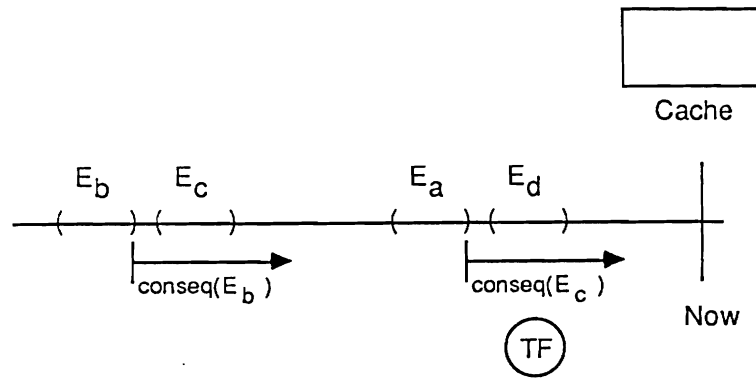 Cache
E_b E_c E_a E_d
( ) ( ) ( ) ( )
conseq(E_b) conseq(E_c)
Now
TF